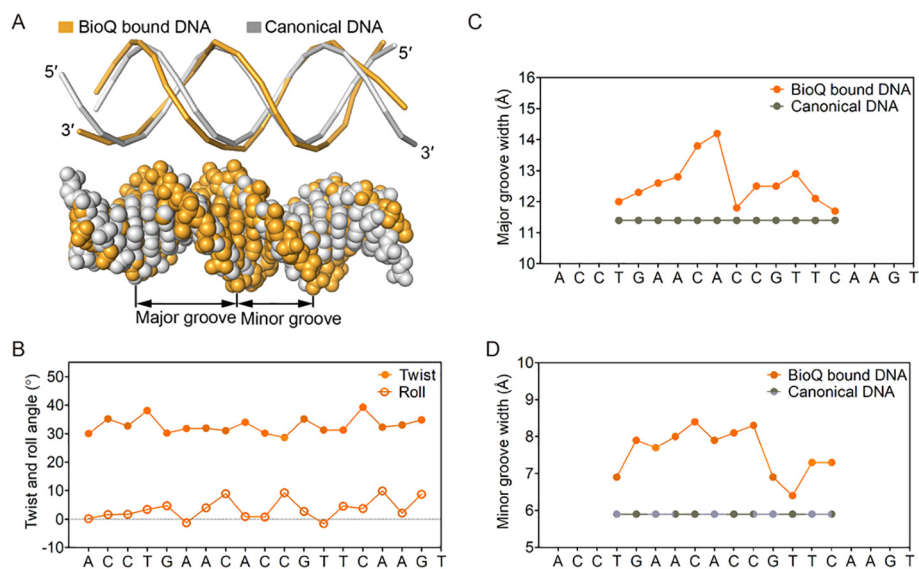 A
BioQ bound DNA
Canonical DNA
5′
5′
3′
3′
Major groove
Minor groove
B
Twist and roll angle (°)
50
40
30
20
10
0
-10
Twist
Roll
A C C T G A A C A C C G T T C A A G T
C
Major groove width (Å)
16
15
14
13
12
11
10
BioQ bound DNA
Canonical DNA
A C C T G A A C A C C G T T C A A G T
D
Minor groove width (Å)
10
9
8
7
6
5
BioQ bound DNA
Canonical DNA
A C C T G A A C A C C G T T C A A G T